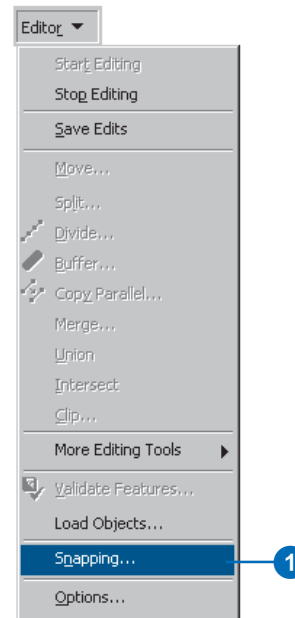 Editor
Start Editing
Stop Editing
Save Edits
Move...
Split...
Divide...
Buffer...
Copy Parallel...
Merge...
Union
Intersect
Clip...
More Editing Tools
Validate Features...
Load Objects...
Snapping...
1
Options...